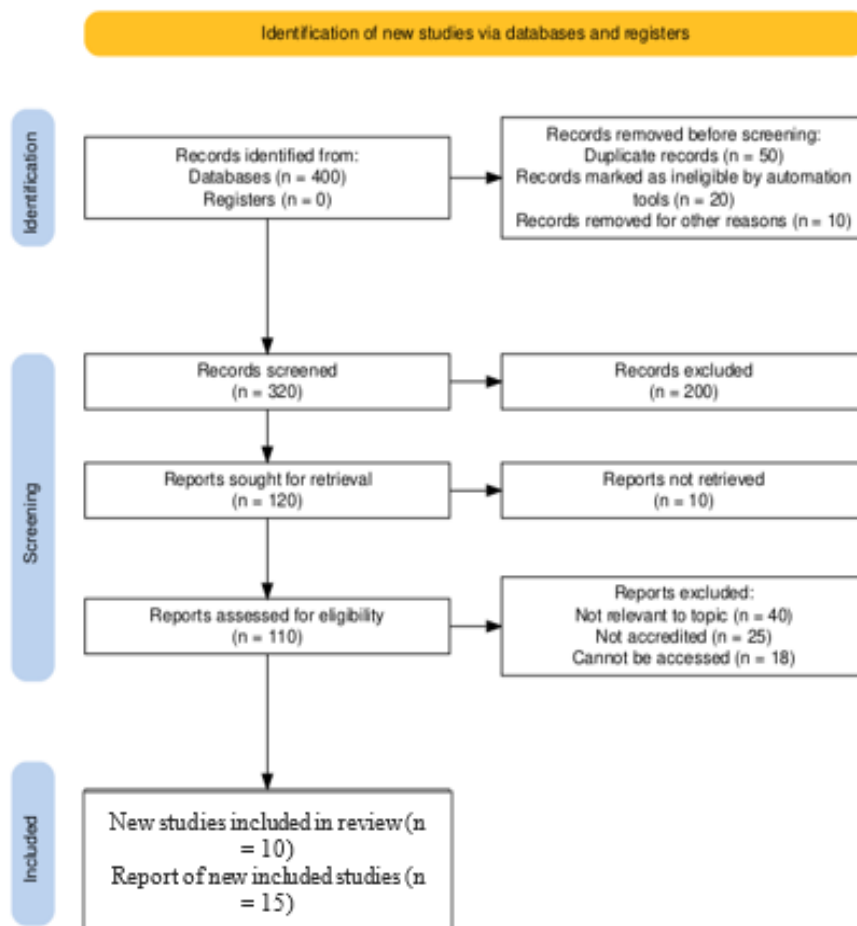 Identification of new studies via databases and registers
Identification
Records identified from:
Databases (n = 400)
Registers (n = 0)
Records removed before screening:
Duplicate records (n = 50)
Records marked as ineligible by automation
tools (n = 20)
Records removed for other reasons (n = 10)
Screening
Records screened
(n = 320)
Records excluded
(n = 200)
Reports sought for retrieval
(n = 120)
Reports not retrieved
(n = 10)
Reports assessed for eligibility
(n = 110)
Reports excluded:
Not relevant to topic (n = 40)
Not accredited (n = 25)
Cannot be accessed (n = 18)
Included
New studies included in review (n
= 10)
Report of new included studies (n
= 15)